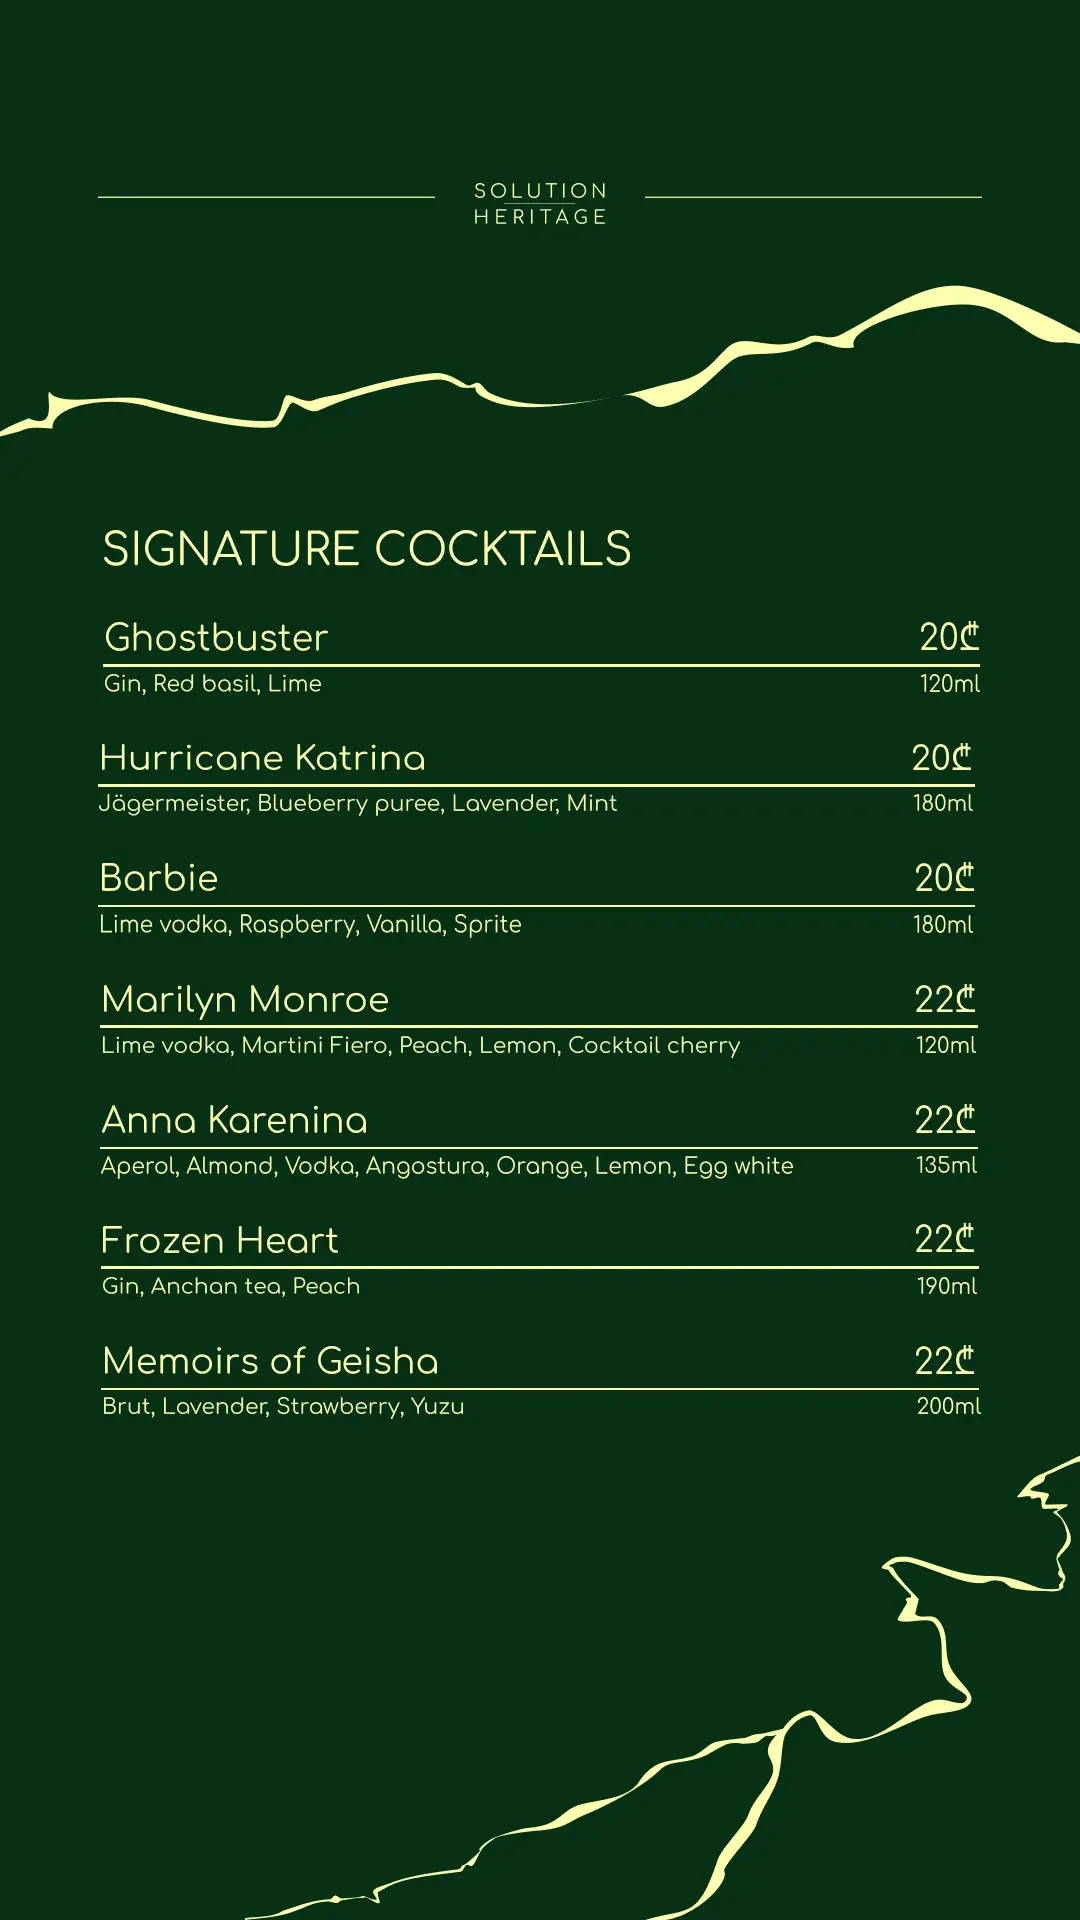 SOLUTION
HERITAGE
SIGNATURE COCKTAILS
Ghostbuster 20₾
Gin, Red basil, Lime 120ml
Hurricane Katrina 20₾
Jägermeister, Blueberry puree, Lavender, Mint 180ml
Barbie 20₾
Lime vodka, Raspberry, Vanilla, Sprite 180ml
Marilyn Monroe 22₾
Lime vodka, Martini Fiero, Peach, Lemon, Cocktail cherry 120ml
Anna Karenina 22₾
Aperol, Almond, Vodka, Angostura, Orange, Lemon, Egg white 135ml
Frozen Heart 22₾
Gin, Anchan tea, Peach 190ml
Memoirs of Geisha 22₾
Brut, Lavender, Strawberry, Yuzu 200ml